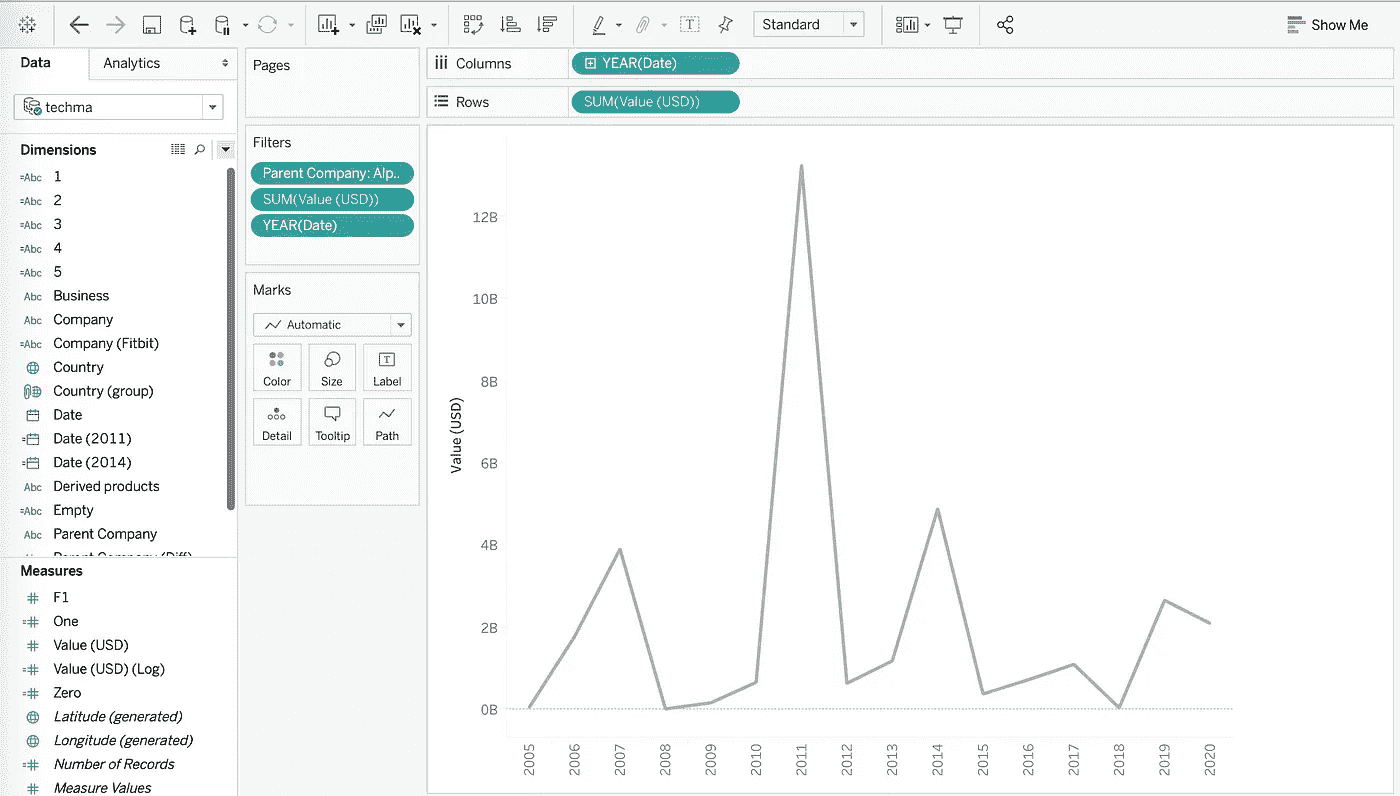 Standard
Show Me
Data
Analytics
techma
Dimensions
=Abc 1
=Abc 2
=Abc 3
=Abc 4
=Abc 5
Abc Business
Abc Company
=Abc Company (Fitbit)
Country
Country (group)
Date
Date (2011)
Date (2014)
Abc Derived products
=Abc Empty
Abc Parent Company
Parent Company (Diff)
Measures
# F1
=# One
# Value (USD)
=# Value (USD) (Log)
=# Zero
Latitude (generated)
Longitude (generated)
=# Number of Records
# Measure Values
Pages
Filters
Parent Company: Alp..
SUM(Value (USD))
YEAR(Date)
Marks
Automatic
Color
Size
T
Label
Detail
Tooltip
Path
Columns
YEAR(Date)
Rows
SUM(Value (USD))
Value (USD)
12B
10B
8B
6B
4B
2B
0B
2005
2006
2007
2008
2009
2010
2011
2012
2013
2014
2015
2016
2017
2018
2019
2020